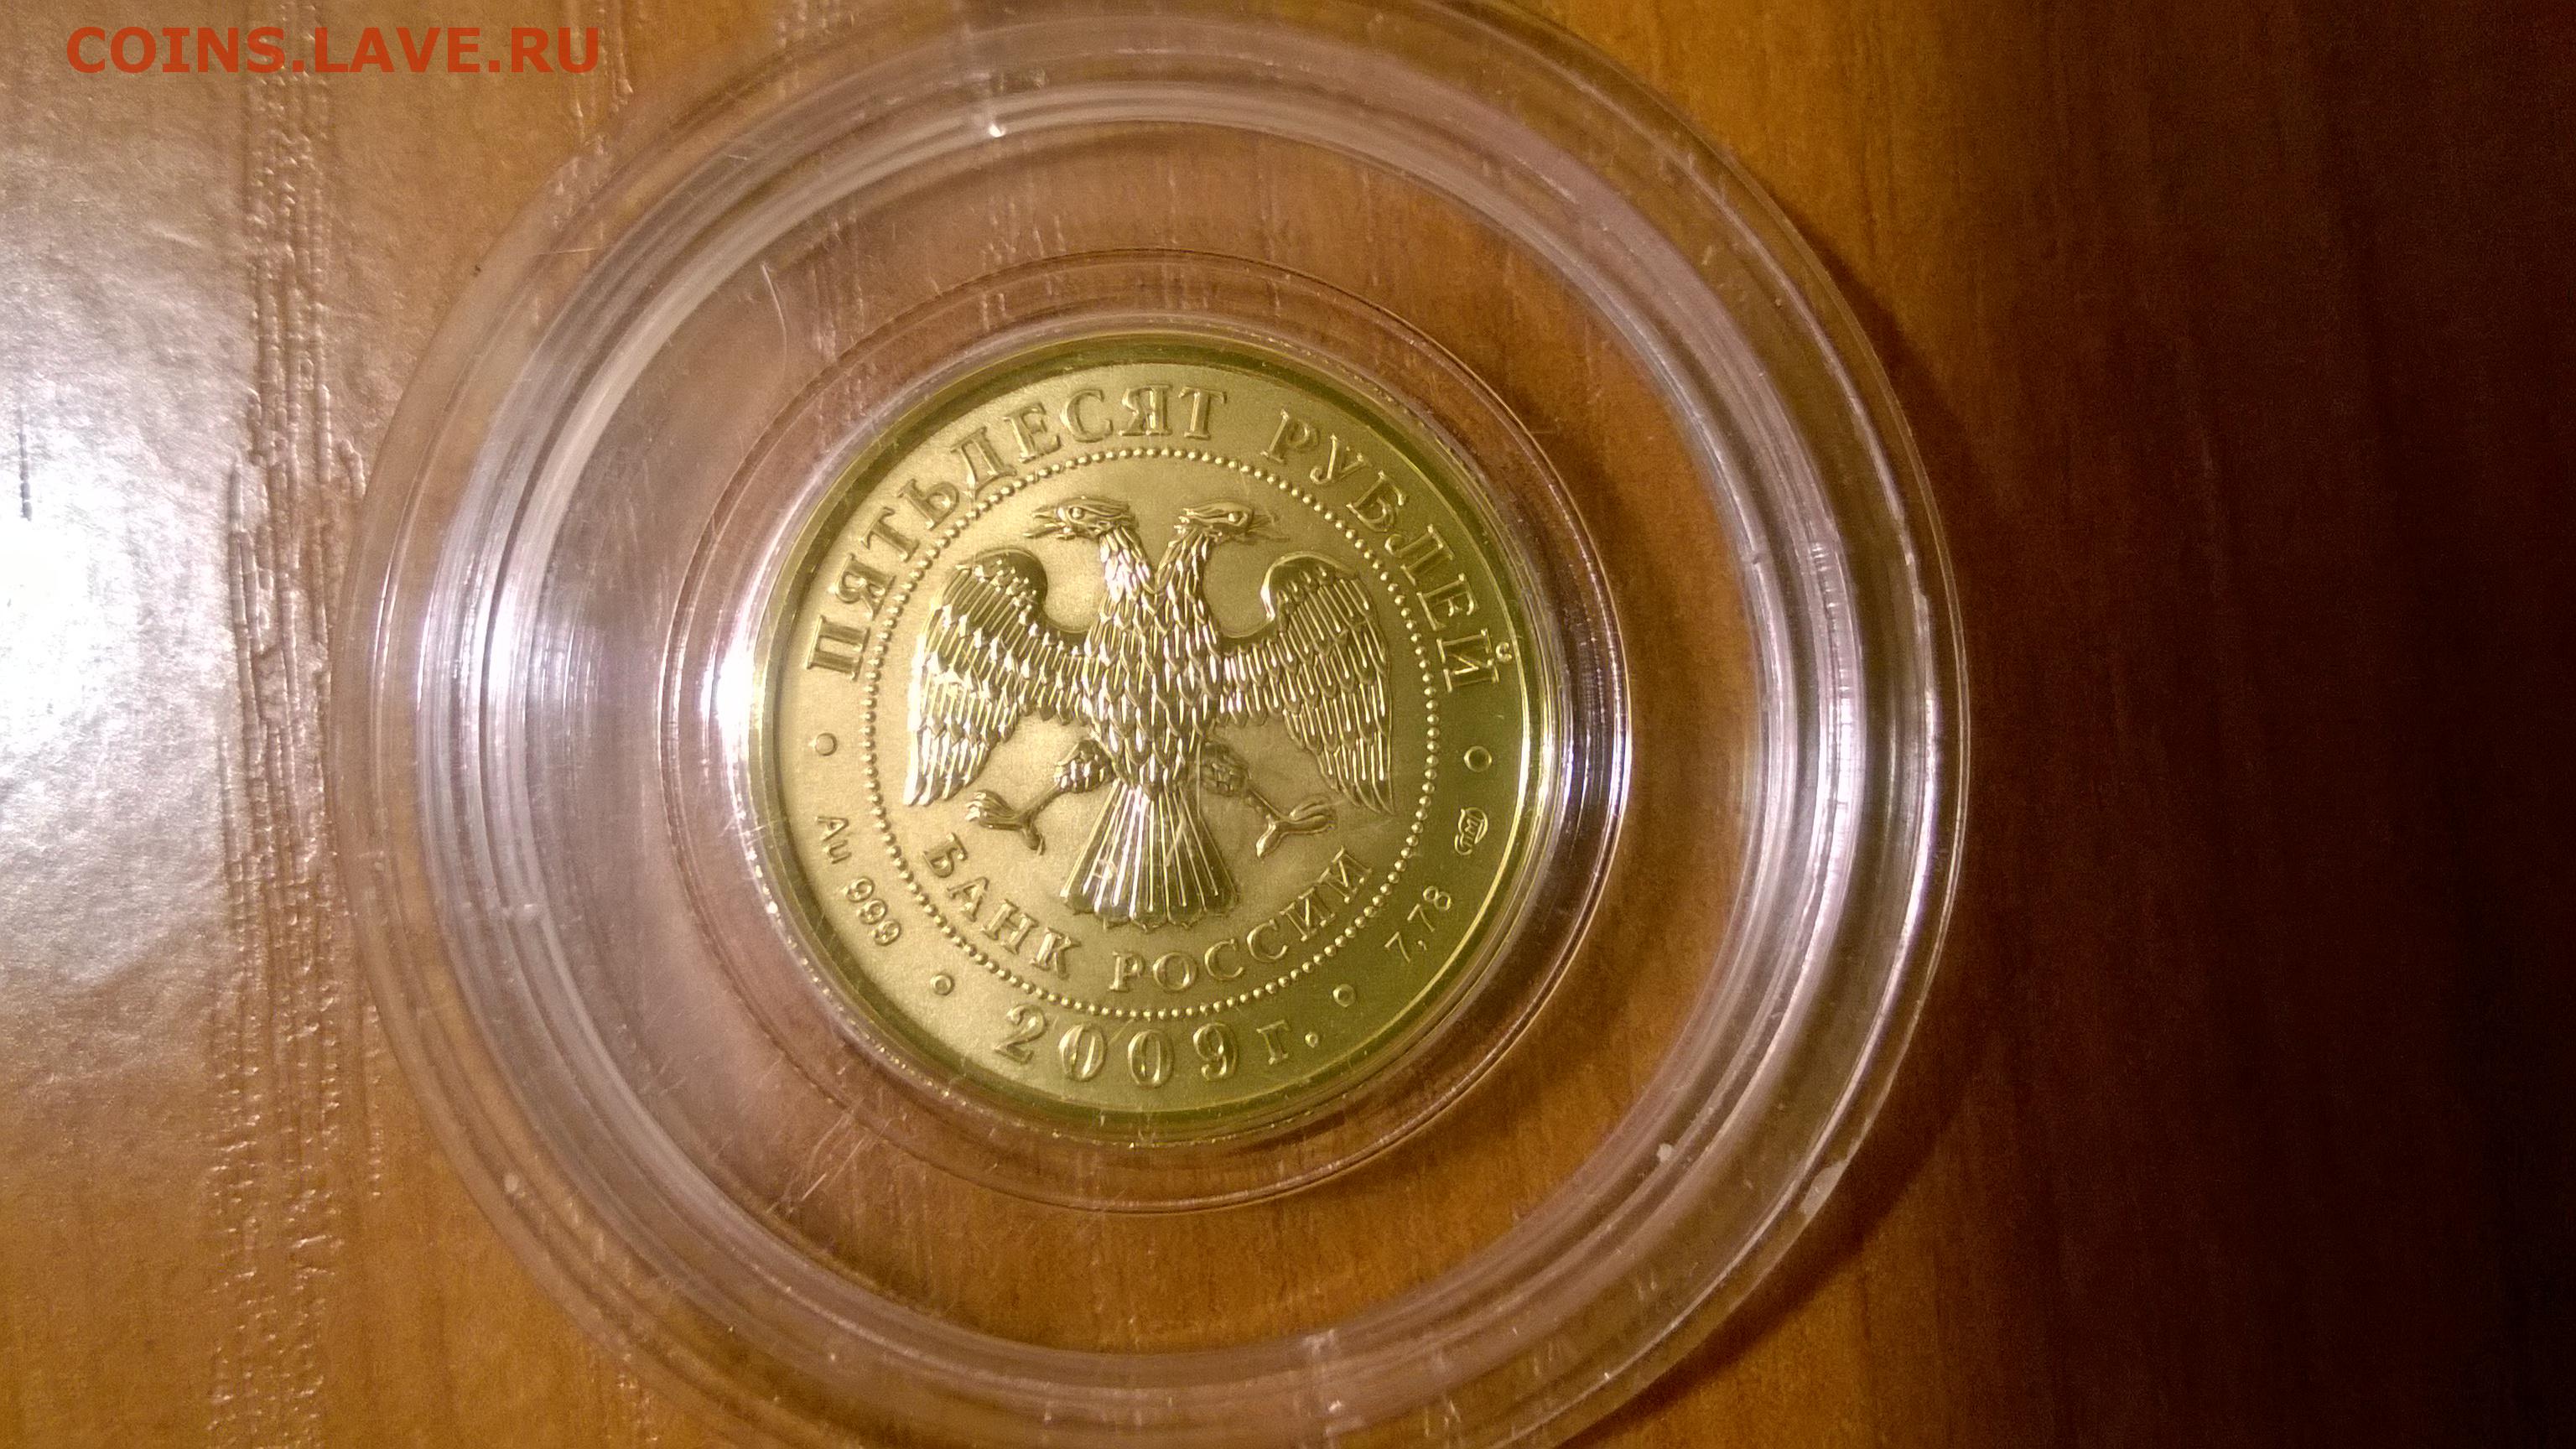 COINS.LAVE.RU
ПЯТЬДЕСЯТ РУБЛЕЙ
БАНК РОССИИ
Au 999
2009 г.
7,78